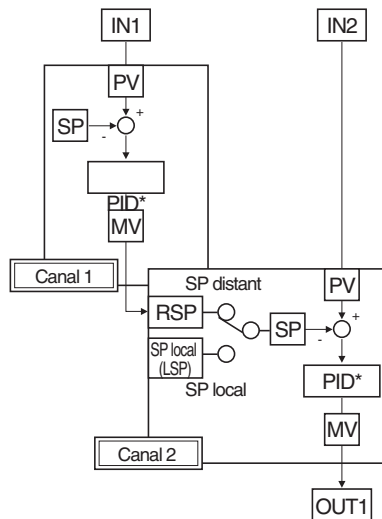 IN1
IN2
PV
+
SP
-
PID*
MV
Canal 1
SP distant
PV
RSP
+
SP
-
SP local
(LSP)
SP local
PID*
MV
Canal 2
OUT1